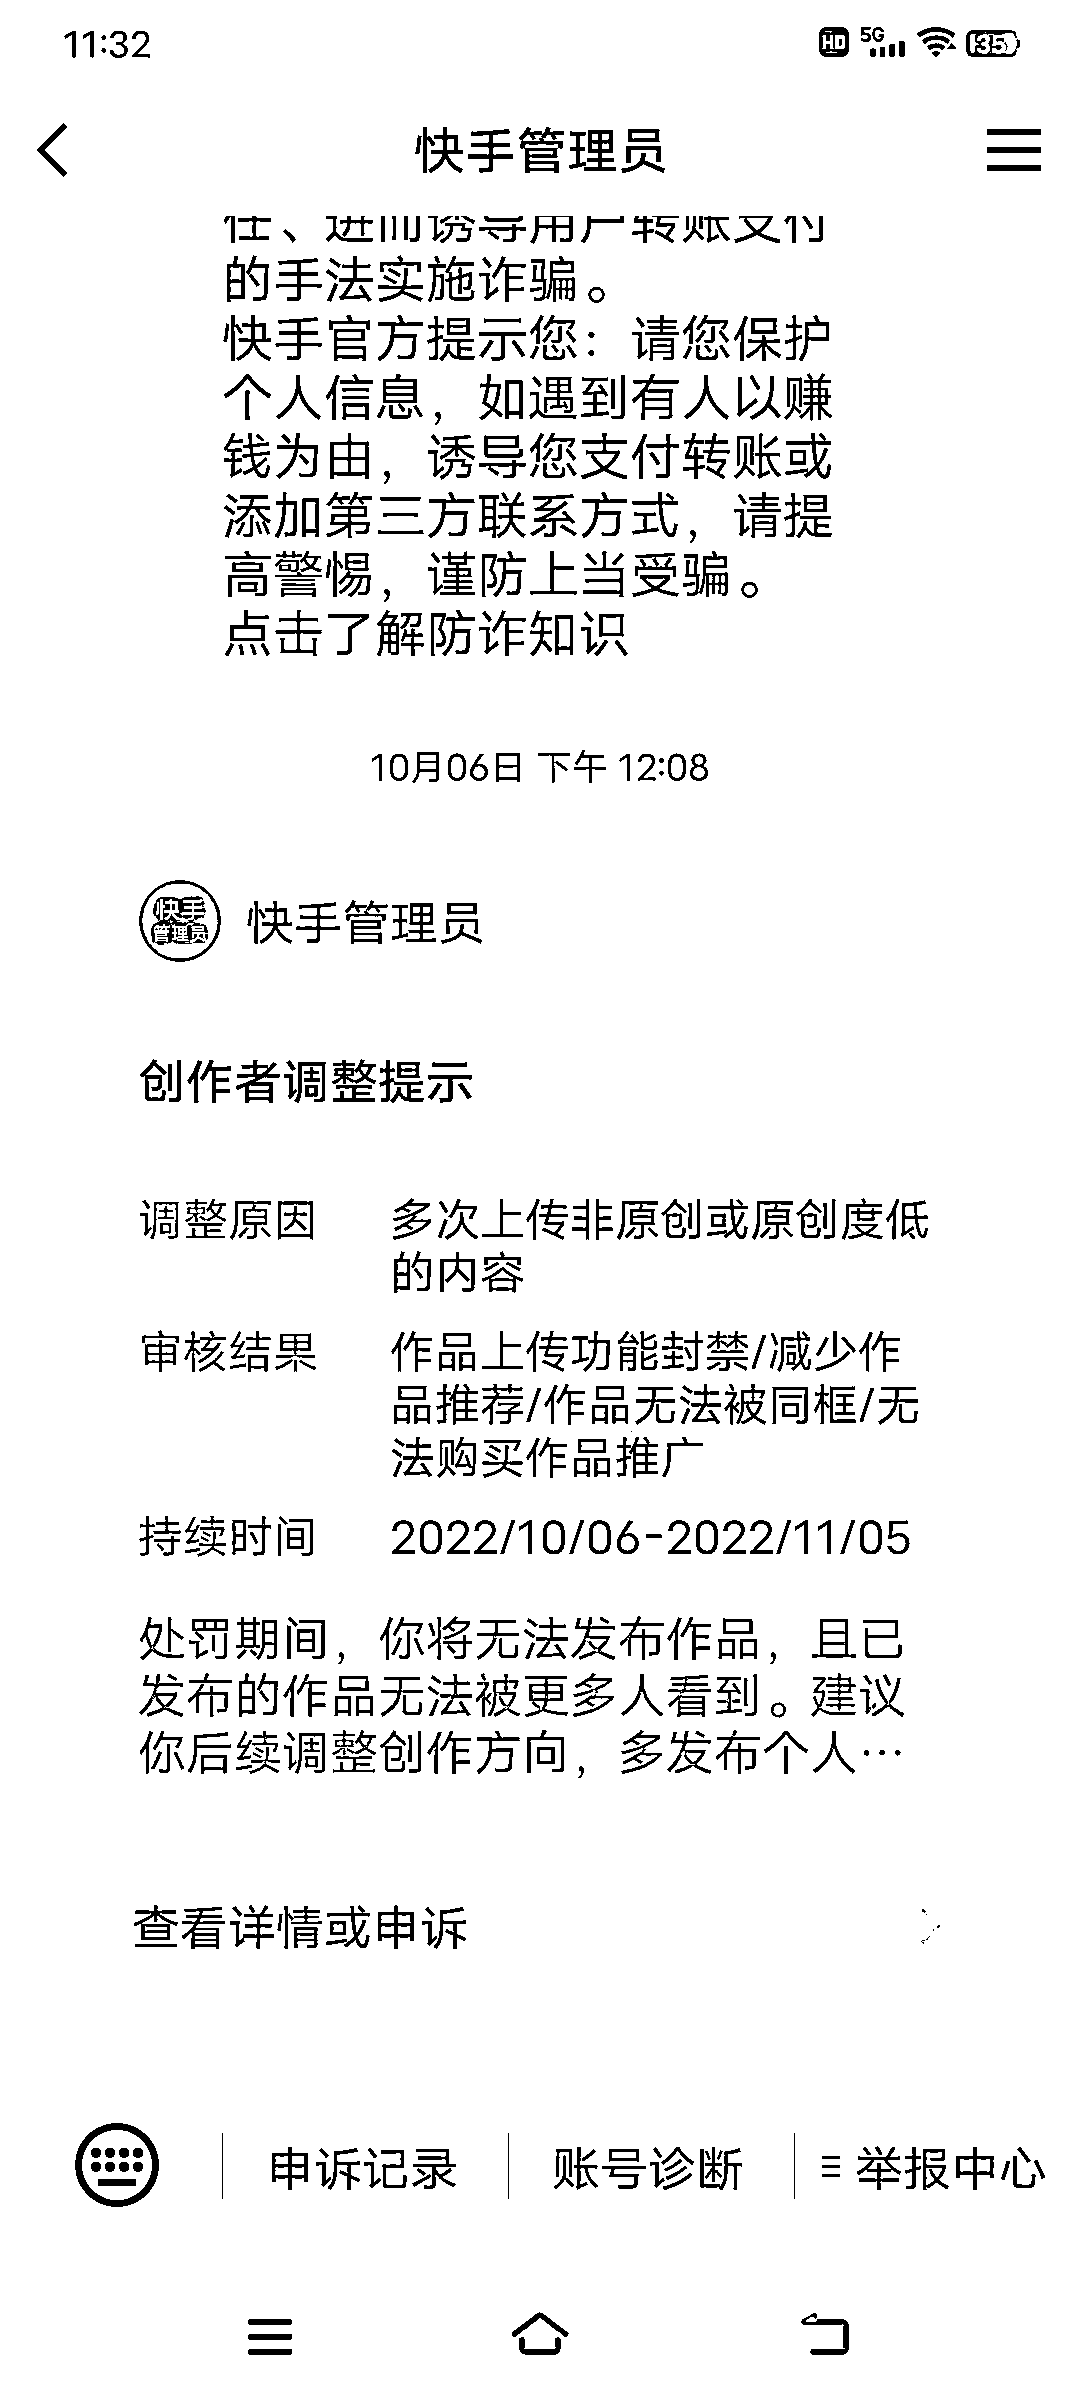 11:32
HD 5G 35
快手管理员
任、进而诱导用户转账支付
的手法实施诈骗。
快手官方提示您：请您保护
个人信息，如遇到有人以赚
钱为由，诱导您支付转账或
添加第三方联系方式，请提
高警惕，谨防上当受骗。
点击了解防诈知识
10月06日 下午 12:08
快手
管理员
快手管理员
创作者调整提示
调整原因 多次上传非原创或原创度低
的内容
审核结果 作品上传功能封禁/减少作
品推荐/作品无法被同框/无
法购买作品推广
持续时间 2022/10/06-2022/11/05
处罚期间，你将无法发布作品，且已
发布的作品无法被更多人看到。建议
你后续调整创作方向，多发布个人…
查看详情或申诉
申诉记录 账号诊断 举报中心